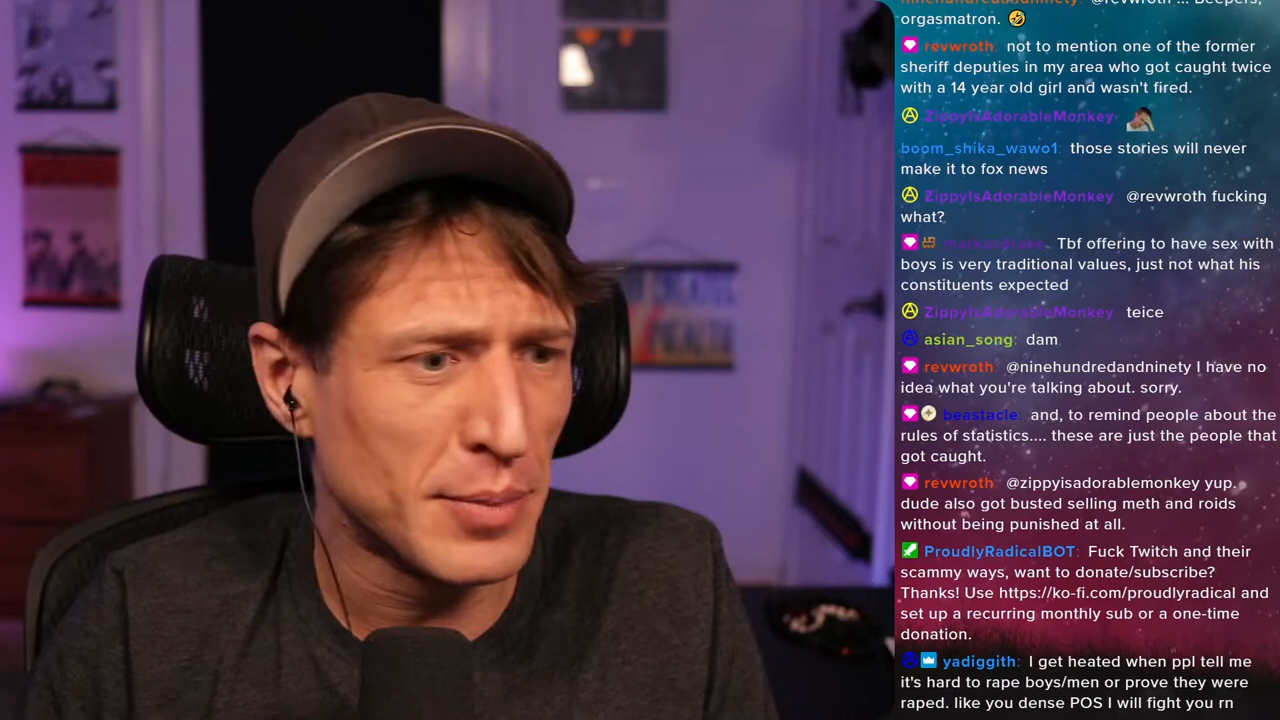 ninehundredandninety: @revwroth ... Beepers,
orgasmatron.
revwroth: not to mention one of the former
sheriff deputies in my area who got caught twice
with a 14 year old girl and wasn't fired.
ZippyIsAdorableMonkey
boom_shika_wawo1: those stories will never
make it to fox news
ZippyIsAdorableMonkey @revwroth fucking
what?
Tbf offering to have sex with
boys is very traditional values, just not what his
constituents expected
ZippyIsAdorableMonkey teice
asian_song: dam
revwroth: @ninehundredandninety I have no
idea what you're talking about. sorry.
beastacle: and, to remind people about the
rules of statistics.... these are just the people that
got caught.
revwroth: @zippyisadorablemonkey yup.
dude also got busted selling meth and roids
without being punished at all.
ProudlyRadicalBOT: Fuck Twitch and their
scammy ways, want to donate/subscribe?
Thanks! Use https://ko-fi.com/proudlyradical and
set up a recurring monthly sub or a one-time
donation.
yadiggith: I get heated when ppl tell me
it's hard to rape boys/men or prove they were
raped. like you dense POS I will fight you rn